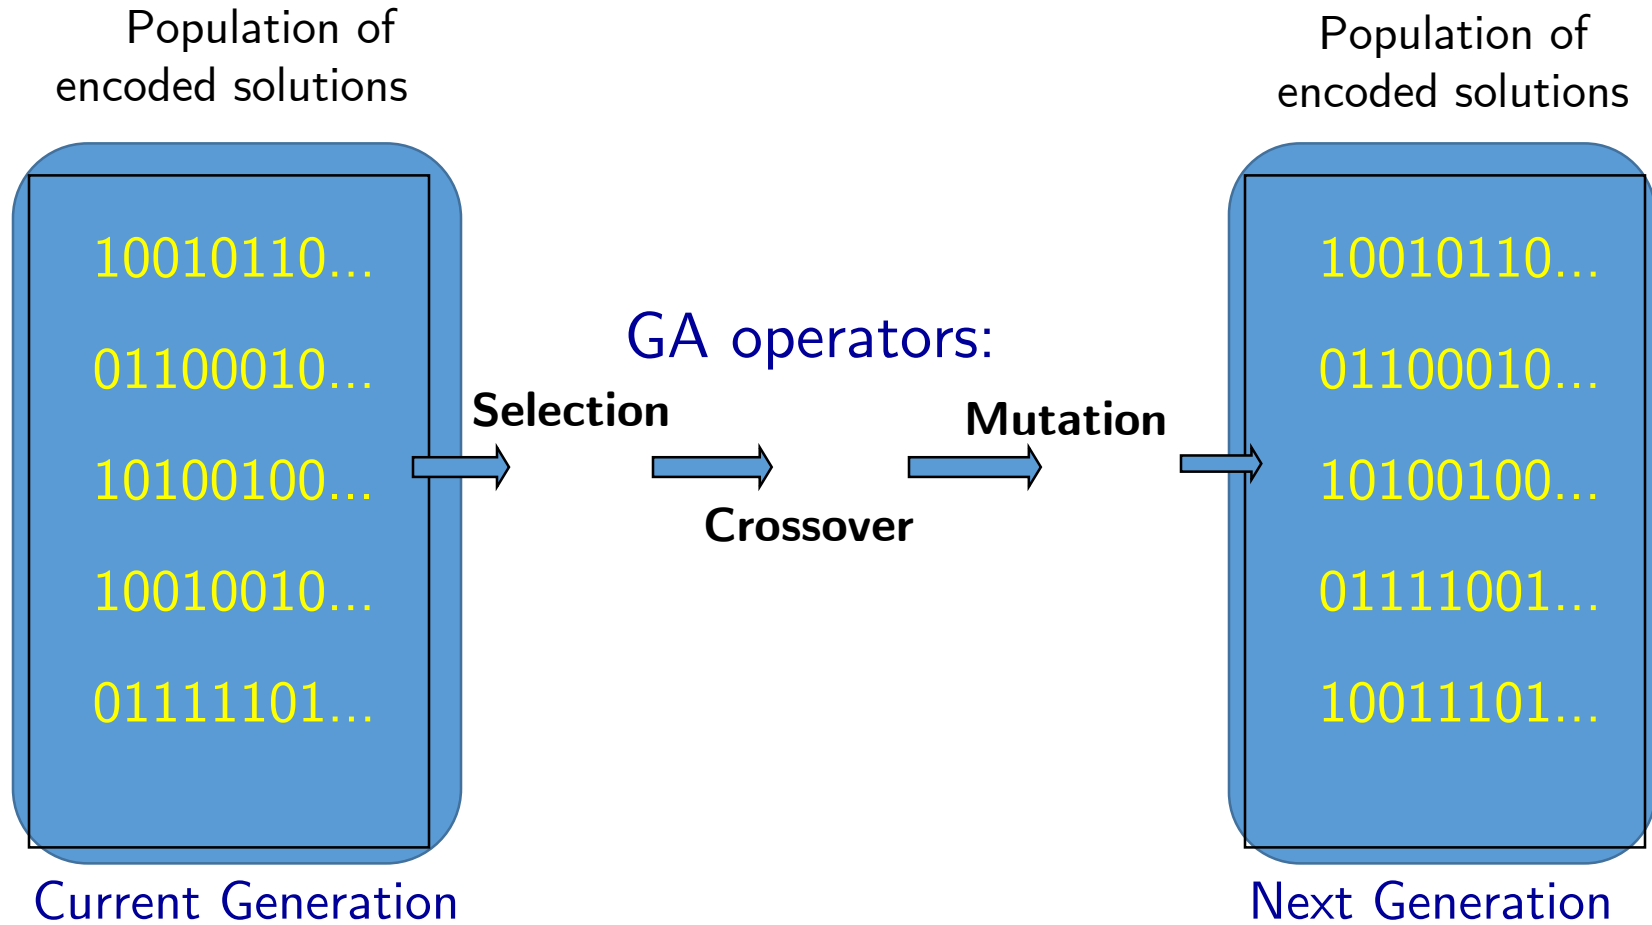 Population of
encoded solutions
10010110...
01100010...
10100100...
10010010...
01111101...
Current Generation
GA operators:
Selection
Crossover
Mutation
Population of
encoded solutions
10010110...
01100010...
10100100...
01111001...
10011101...
Next Generation